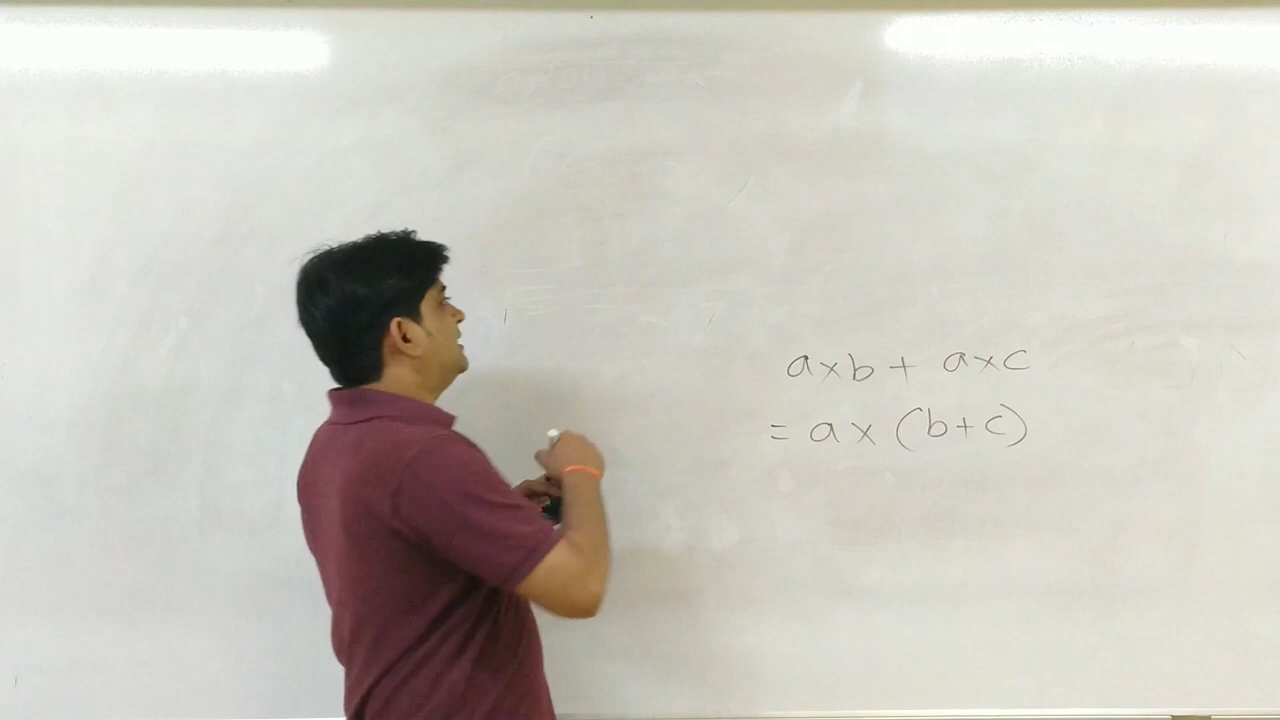 a×b + a×c
= a × (b+c)